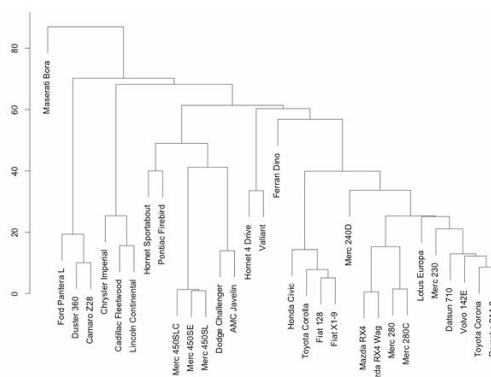 80
60
40
20
0
Maserati Bora
Ford Pantera L
Duster 360
Camaro Z28
Chrysler Imperial
Cadillac Fleetwood
Lincoln Continental
Hornet Sportabout
Pontiac Firebird
Merc 450SLC
Merc 450SE
Merc 450SL
Dodge Challenger
AMC Javelin
Hornet 4 Drive
Valiant
Ferrari Dino
Honda Civic
Toyota Corolla
Fiat 128
Fiat X1-9
Merc 240D
Mazda RX4
da RX4 Wag
Merc 280
Merc 280C
Lotus Europa
Merc 230
Datsun 710
Volvo 142E
Toyota Corona